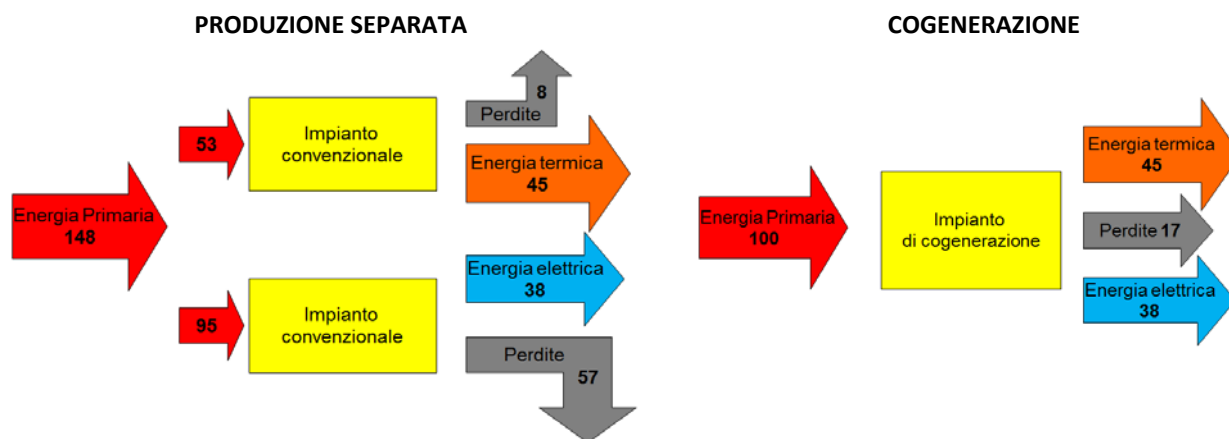 PRODUZIONE SEPARATA
Energia Primaria
148
53
Impianto
convenzionale
8
Perdite
Energia termica
45
95
Impianto
convenzionale
Energia elettrica
38
Perdite
57
COGENERAZIONE
Energia Primaria
100
Impianto
di cogenerazione
Energia termica
45
Perdite 17
Energia elettrica
38